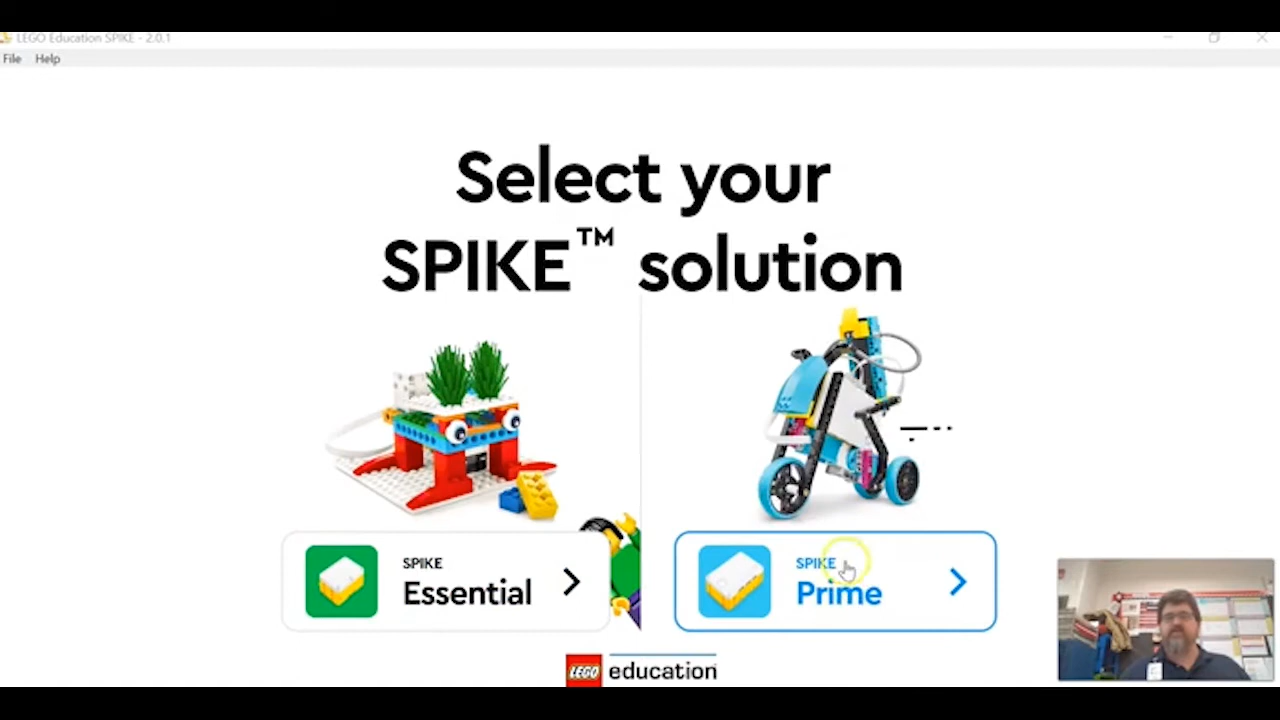 LEGO Education SPIKE - 2.0.1
File Help
Select your
SPIKE™ solution
SPIKE
Essential
SPIKE
Prime
LEGO education